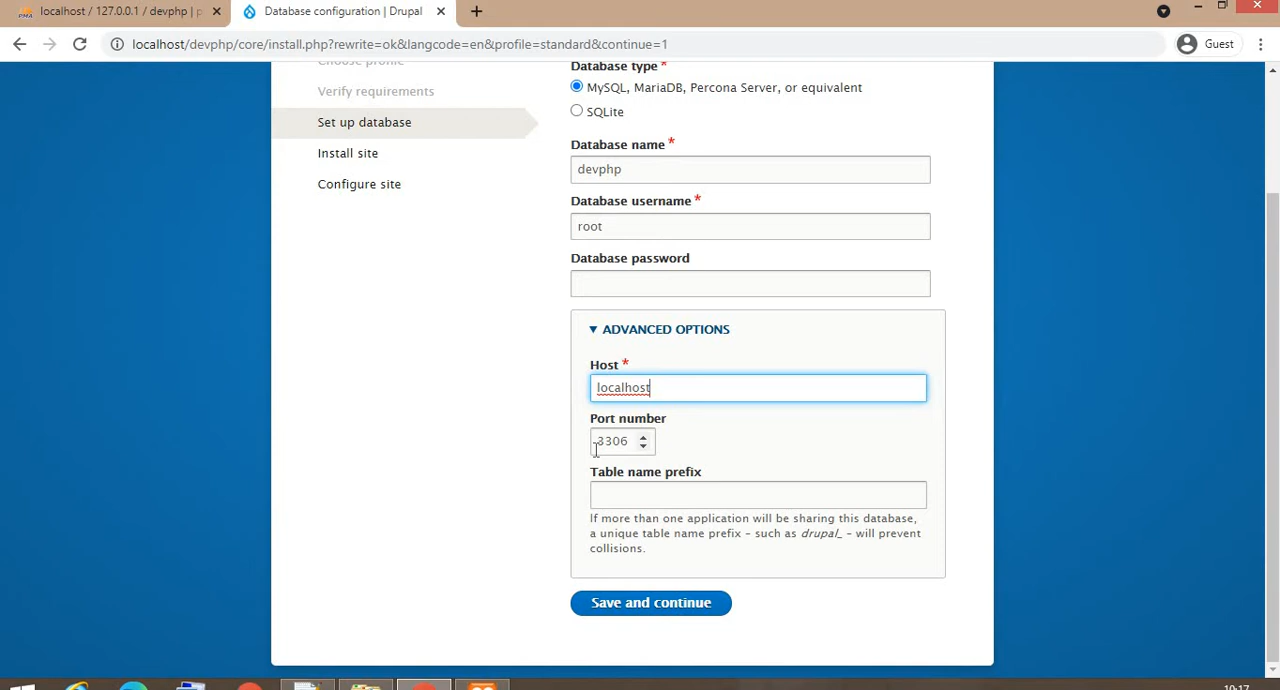 localhost / 127.0.0.1 / devphp | p
Database configuration | Drupal
localhost/devphp/core/install.php?rewrite=ok&langcode=en&profile=standard&continue=1
Guest
Choose profile
Verify requirements
Set up database
Install site
Configure site
Database type *
MySQL, MariaDB, Percona Server, or equivalent
SQLite
Database name *
devphp
Database username *
root
Database password
ADVANCED OPTIONS
Host *
localhost
Port number
3306
Table name prefix
If more than one application will be sharing this database,
a unique table name prefix – such as drupal_ – will prevent
collisions.
Save and continue
10:17